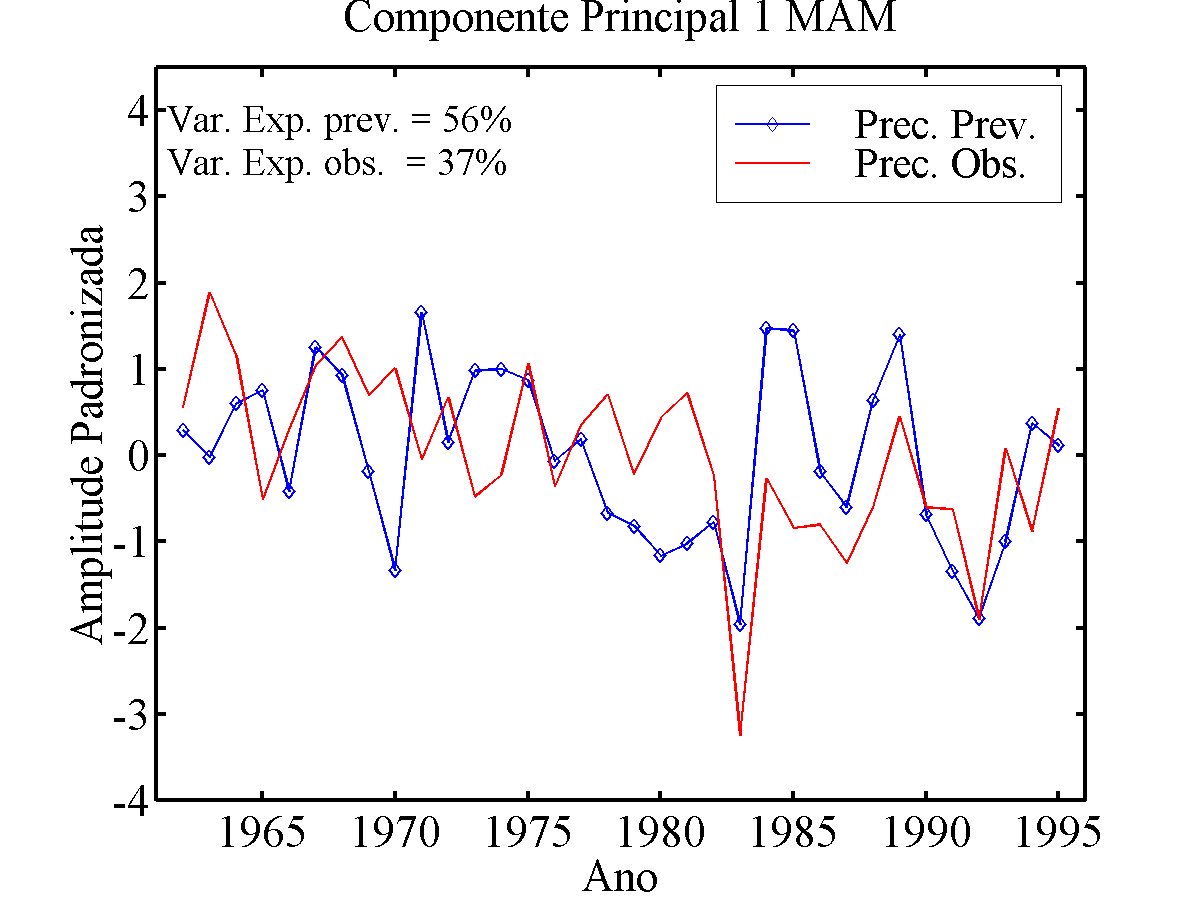 Componente Principal 1 MAM
Var. Exp. prev. = 56%
Var. Exp. obs.  = 37%
Prec. Prev.
Prec. Obs.
Amplitude Padronizada
4
3
2
1
0
-1
-2
-3
-4
1965 1970 1975 1980 1985 1990 1995
Ano